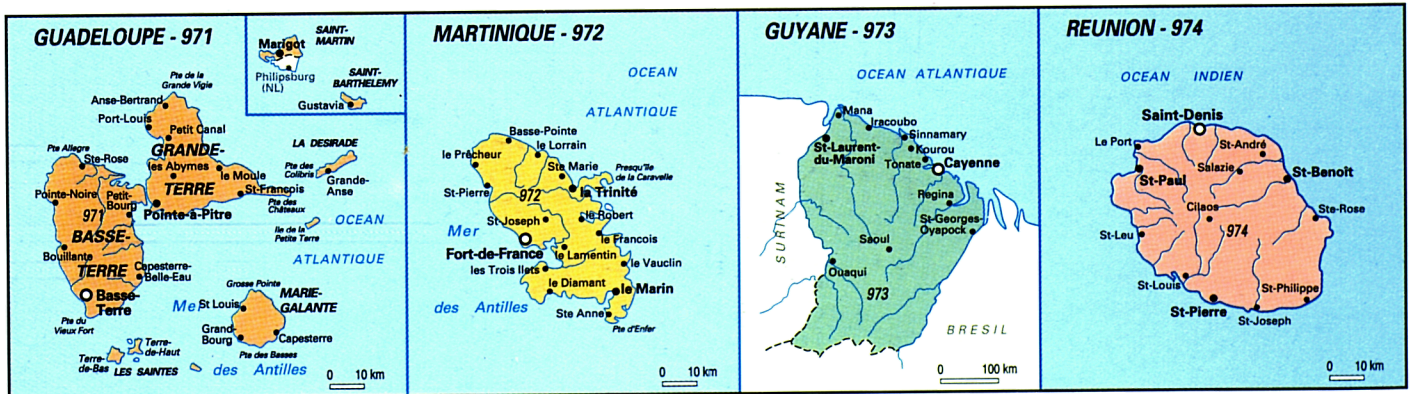 GUADELOUPE - 971
Marigot
SAINT-
MARTIN
Philipsburg
(NL)
SAINT-
BARTHELEMY
Gustavia
Pte de la
Grande Vigie
Anse-Bertrand
Port-Louis
Petit Canal
GRANDE-
TERRE
Pte Allegre
Ste-Rose
les Abymes
le Moule
LA DESIRADE
Pte des
Colibris
Grande-
Anse
St-François
Pte des
Châteaux
Pointe-Noire
Petit-
Bourg
Pointe-à-Pitre
971
BASSE-
TERRE
OCEAN
ATLANTIQUE
Ile de la
Petite Terre
Bouillante
Capesterre-
Belle-Eau
Basse-
Terre
Pte du
Vieux Fort
Grosse Pointe
MARIE-
GALANTE
Mer
St Louis
Grand-
Bourg
Capesterre
Pte des Basses
Terre-
de-Haut
Terre-
de-Bas
LES SAINTES
des Antilles
0 10 km
MARTINIQUE - 972
OCEAN
ATLANTIQUE
Basse-Pointe
le Lorrain
le Prêcheur
Ste Marie
Presqu'île
de la Caravelle
St-Pierre
972
la Trinité
St-Joseph
le Robert
Mer
Fort-de-France
le Francois
le Lamentin
les Trois Ilets
le Vauclin
le Diamant
le Marin
des Antilles
Ste Anne
Pte d'Enfer
0 10 km
GUYANE - 973
OCEAN ATLANTIQUE
Mana
Iracoubo
Sinnamary
St-Laurent-
du-Maroni
Kourou
Tonate
Cayenne
SURINAM
Regina
St-Georges-
Oyapock
Saoul
Ouaqui
973
BRESIL
0 100 km
REUNION - 974
OCEAN INDIEN
Saint-Denis
Le Port
St-André
St-Paul
Salazie
St-Benoît
Cilaos
Ste-Rose
St-Leu
974
St-Louis
St-Philippe
St-Pierre
St-Joseph
0 10 km